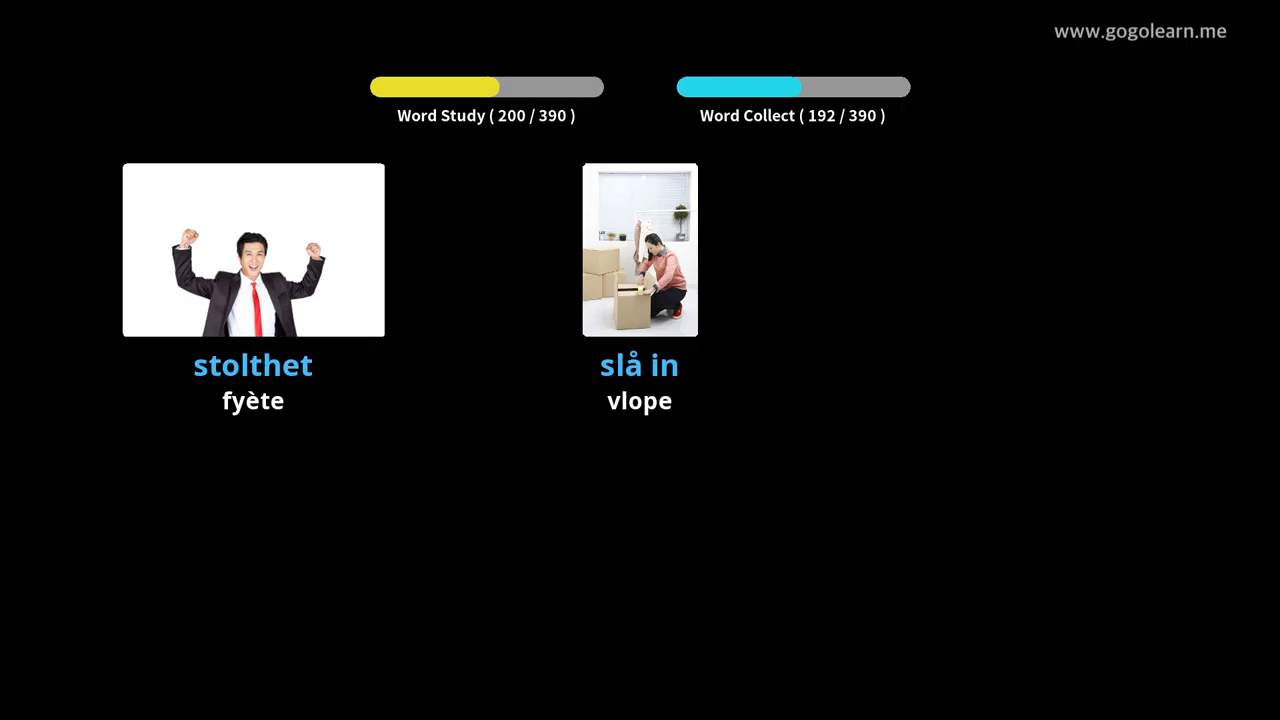 www.gogolearn.me
Word Study ( 200 / 390 )
Word Collect ( 192 / 390 )
stolthet
fyète
slå in
vlope